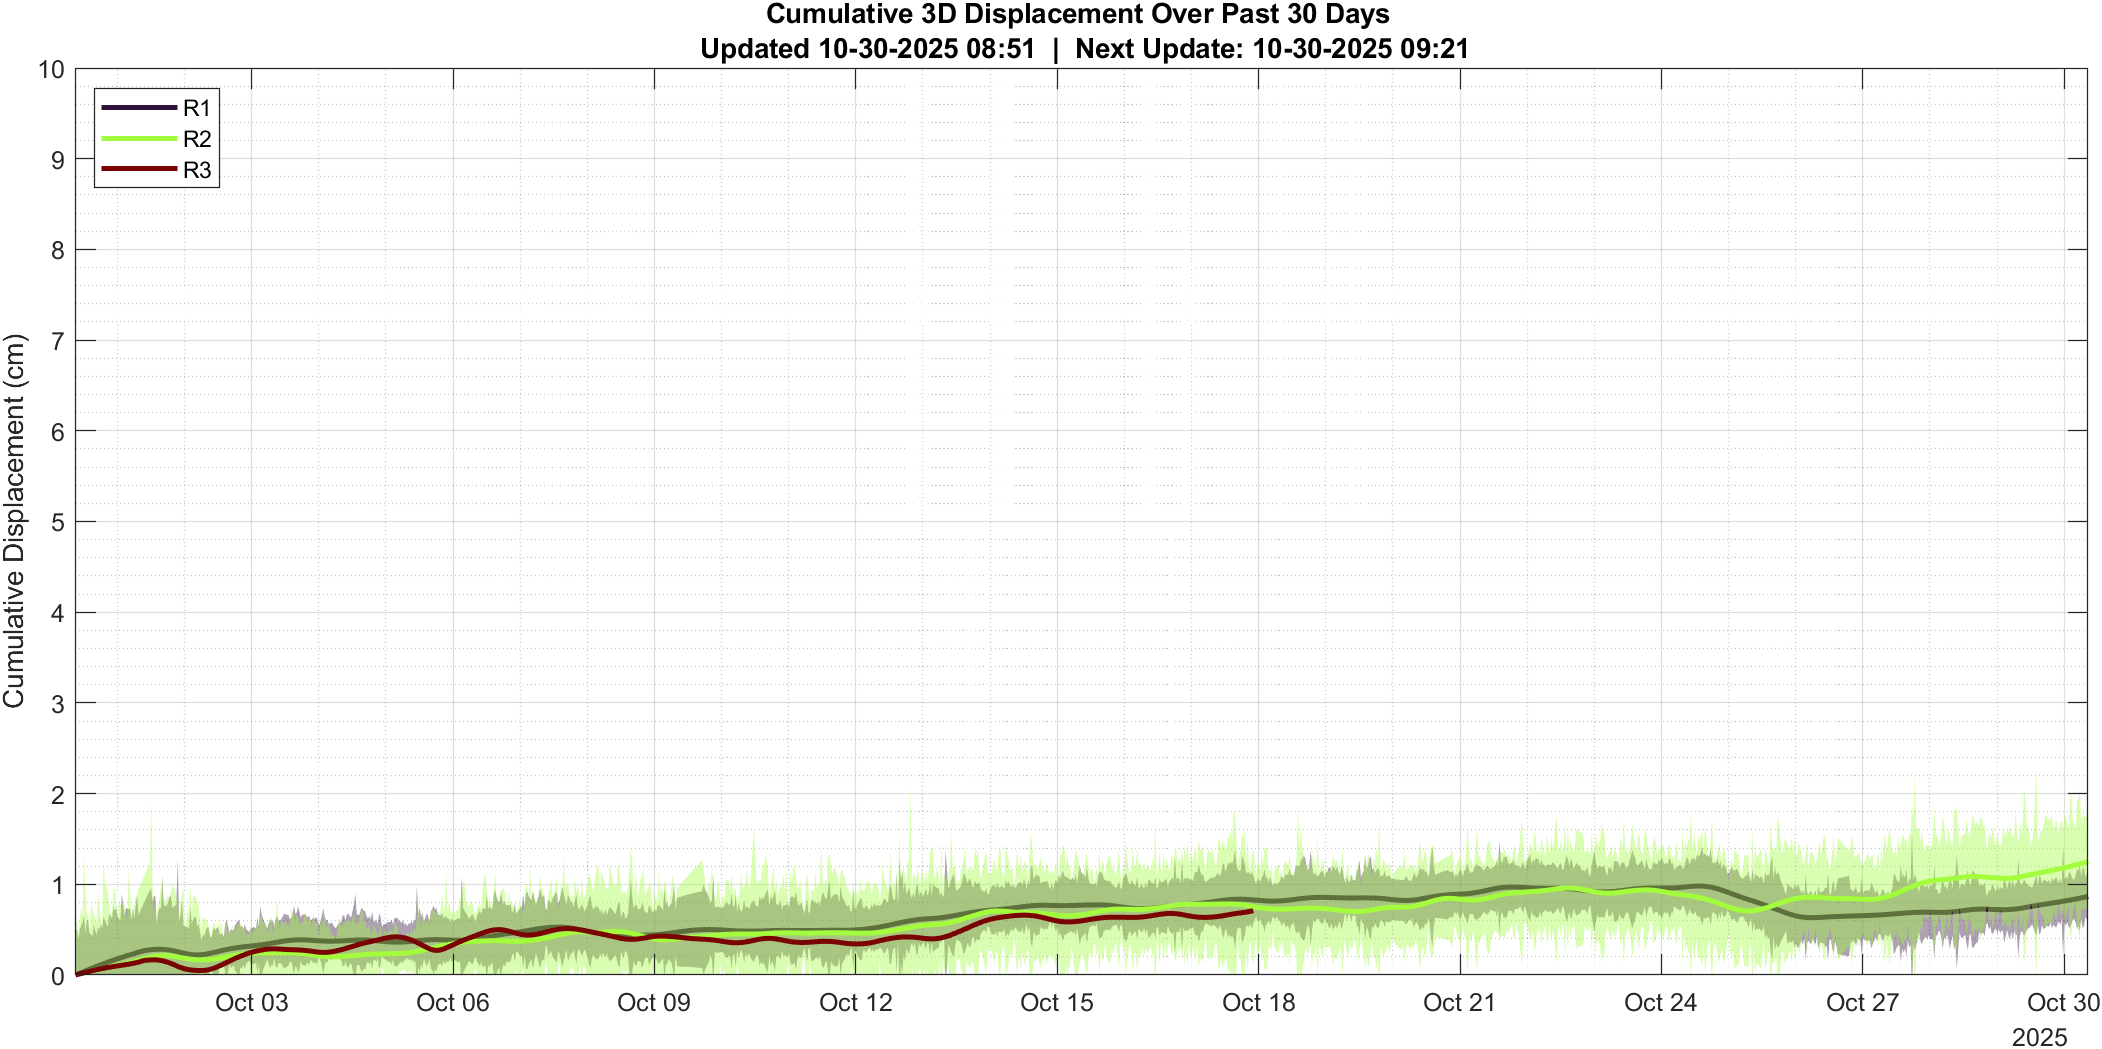 Cumulative 3D Displacement Over Past 30 Days
Updated 10-30-2025 08:51 | Next Update: 10-30-2025 09:21
R1
R2
R3
Cumulative Displacement (cm)
10
9
8
7
6
5
4
3
2
1
0
Oct 03 Oct 06 Oct 09 Oct 12 Oct 15 Oct 18 Oct 21 Oct 24 Oct 27 Oct 30
2025